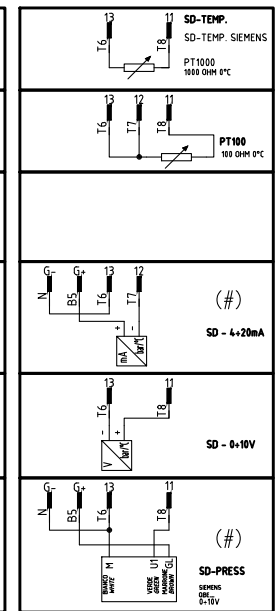 13 11 SD-TEMP.
SD-TEMP. SIEMENS
T6 T8
PT1000
1000 OHM 0°C
13 12 11
T6 T7 T8
PT100
100 OHM 0°C
G- G+ 13 12
N B5 T6 T7
(#)
+ -
mA bar/°C
SD - 4÷20mA
13 11
T6 T8
- +
V bar/°C
SD - 0÷10V
G- G+ 13 11
N B5 T6 T8
(#)
M U1 GL
BIANCO
WHITE
VERDE
GREEN
MARRONE
BROWN
SD-PRESS
SIEMENS
QBE...
0÷10V